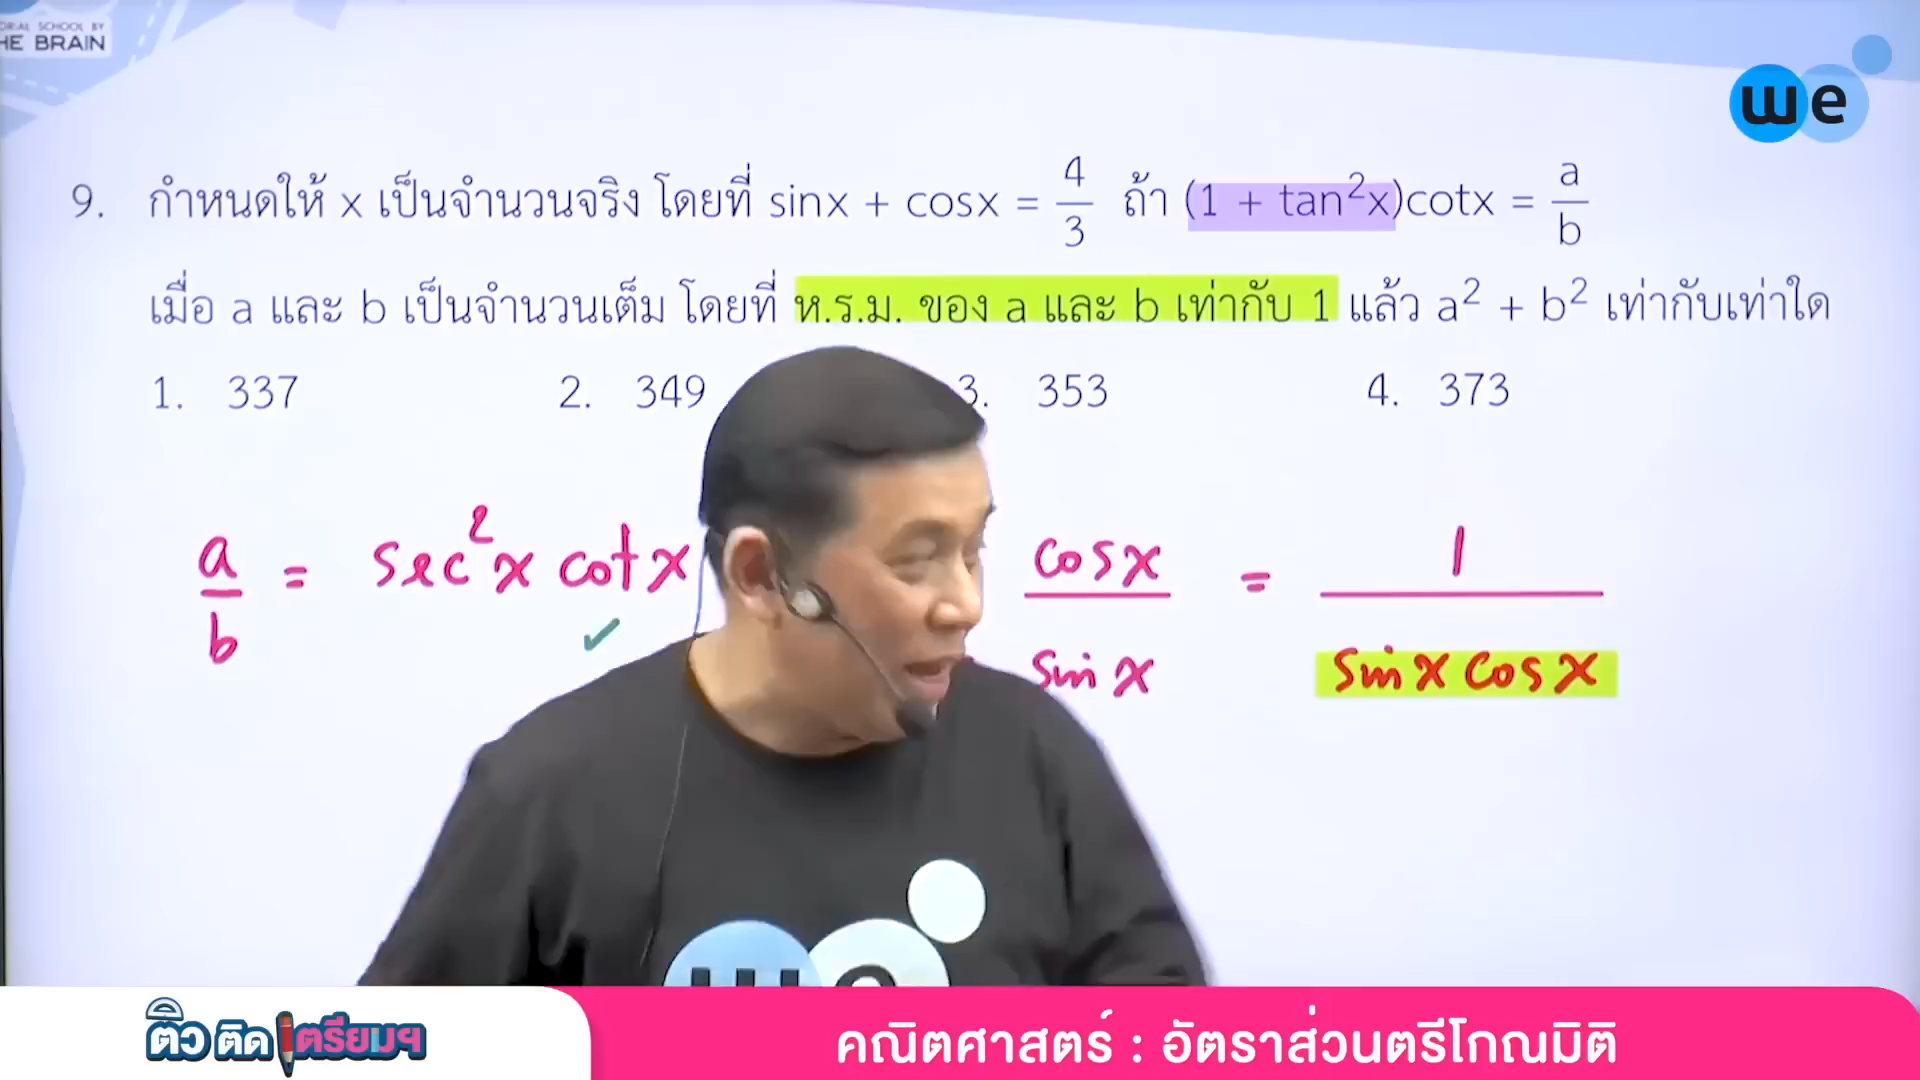 ORIAL SCHOOL BY
HE BRAIN
we
9. กำหนดให้ x เป็นจำนวนจริง โดยที่ sinx + cosx = 4/3 ถ้า (1 + tan²x)cotx = a/b
เมื่อ a และ b เป็นจำนวนเต็ม โดยที่ ห.ร.ม. ของ a และ b เท่ากับ 1 แล้ว a² + b² เท่ากับเท่าใด
1. 337 2. 349 3. 353 4. 373
a/b = sec²x cotx cosx/sinx = 1/sinx cosx
we
ติว ติด เตรียมฯ
คณิตศาสตร์ : อัตราส่วนตรีโกณมิติ